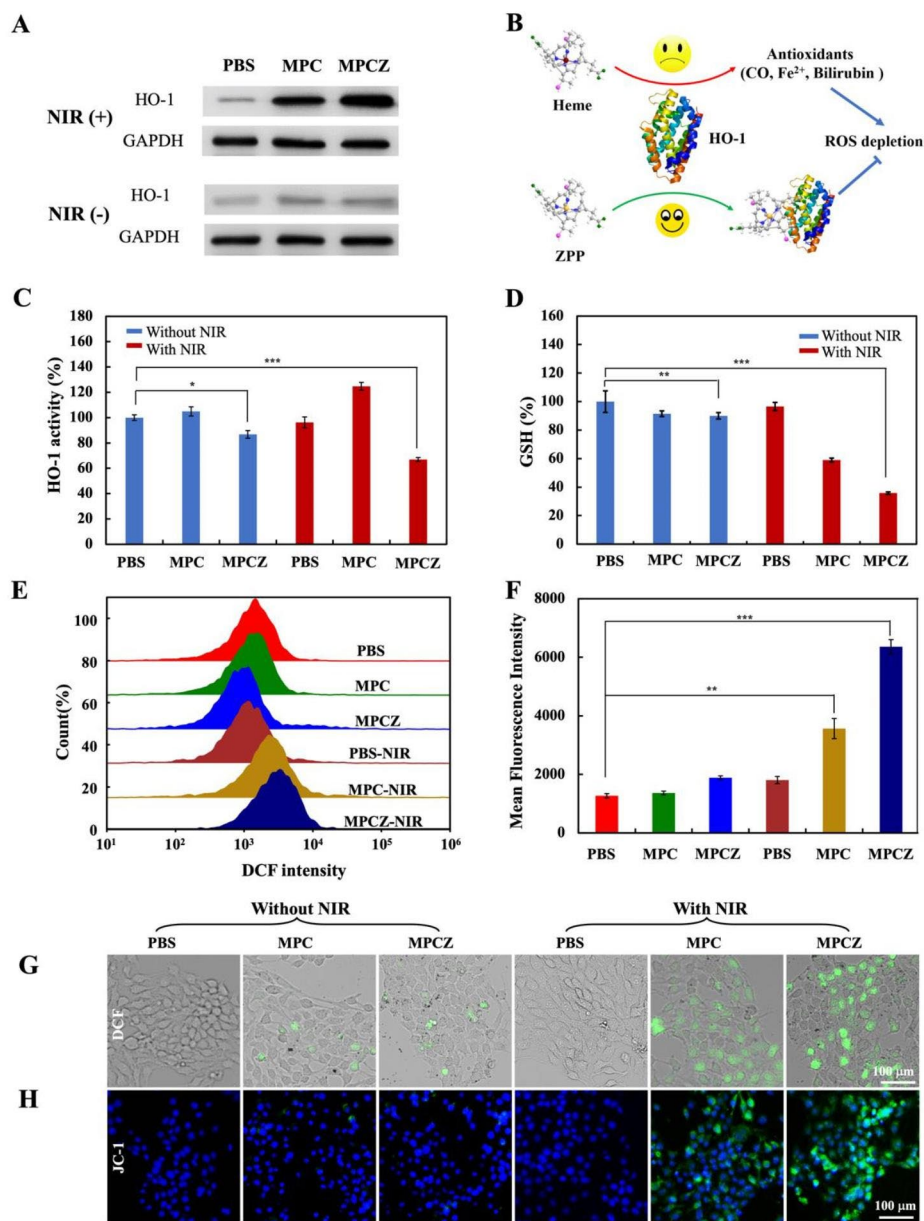 A
PBS MPC MPCZ
NIR (+)
HO-1
GAPDH
NIR (-)
HO-1
GAPDH
B
Heme
Antioxidants
(CO, Fe²⁺, Bilirubin )
HO-1
ROS depletion
ZPP
C
HO-1 activity (%)
180
160
140
120
100
80
60
40
20
0
Without NIR
With NIR
***
*
PBS MPC MPCZ PBS MPC MPCZ
D
GSH (%)
160
140
120
100
80
60
40
20
0
Without NIR
With NIR
***
**
PBS MPC MPCZ PBS MPC MPCZ
E
Count(%)
100
80
60
40
20
0
PBS
MPC
MPCZ
PBS-NIR
MPC-NIR
MPCZ-NIR
10¹ 10² 10³ 10⁴ 10⁵ 10⁶
DCF intensity
F
Mean Fluorescence Intensity
8000
6000
4000
2000
0
***
**
PBS MPC MPCZ PBS MPC MPCZ
Without NIR With NIR
PBS MPC MPCZ PBS MPC MPCZ
G
DCF
100 μm
H
JC-1
100 μm